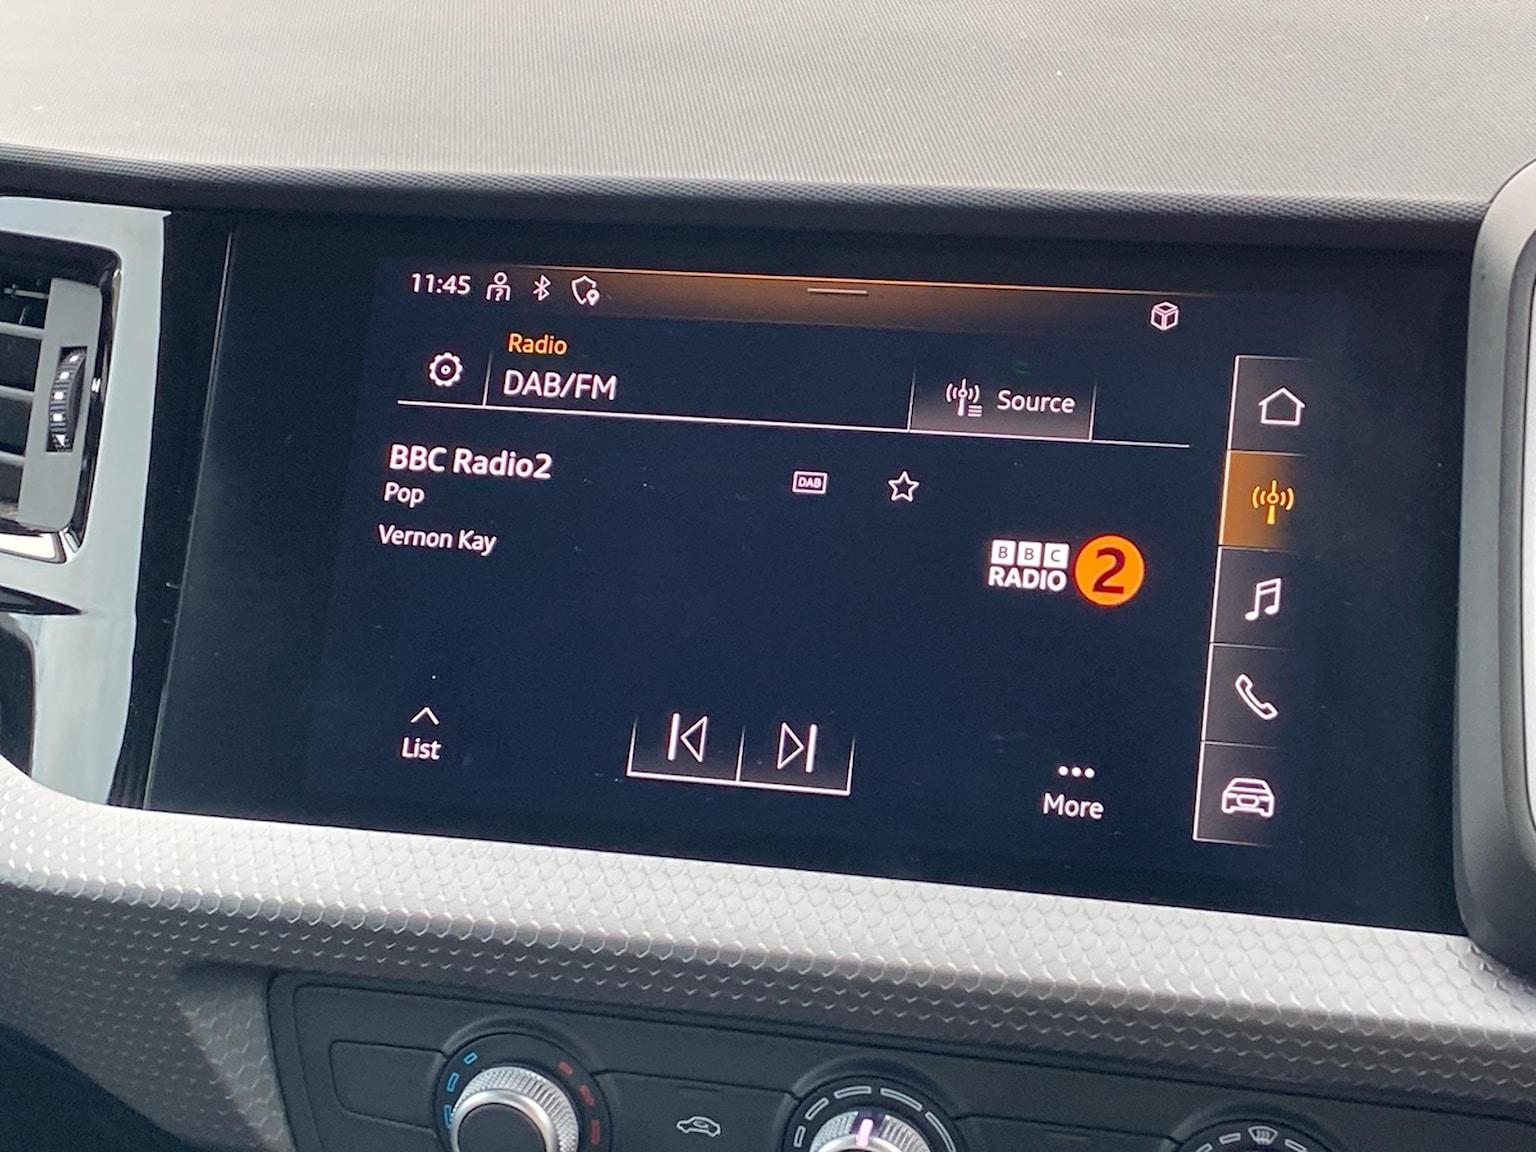 11:45
Radio
DAB/FM
Source
BBC Radio2
DAB
Pop
Vernon Kay
BBC
RADIO 2
List
More